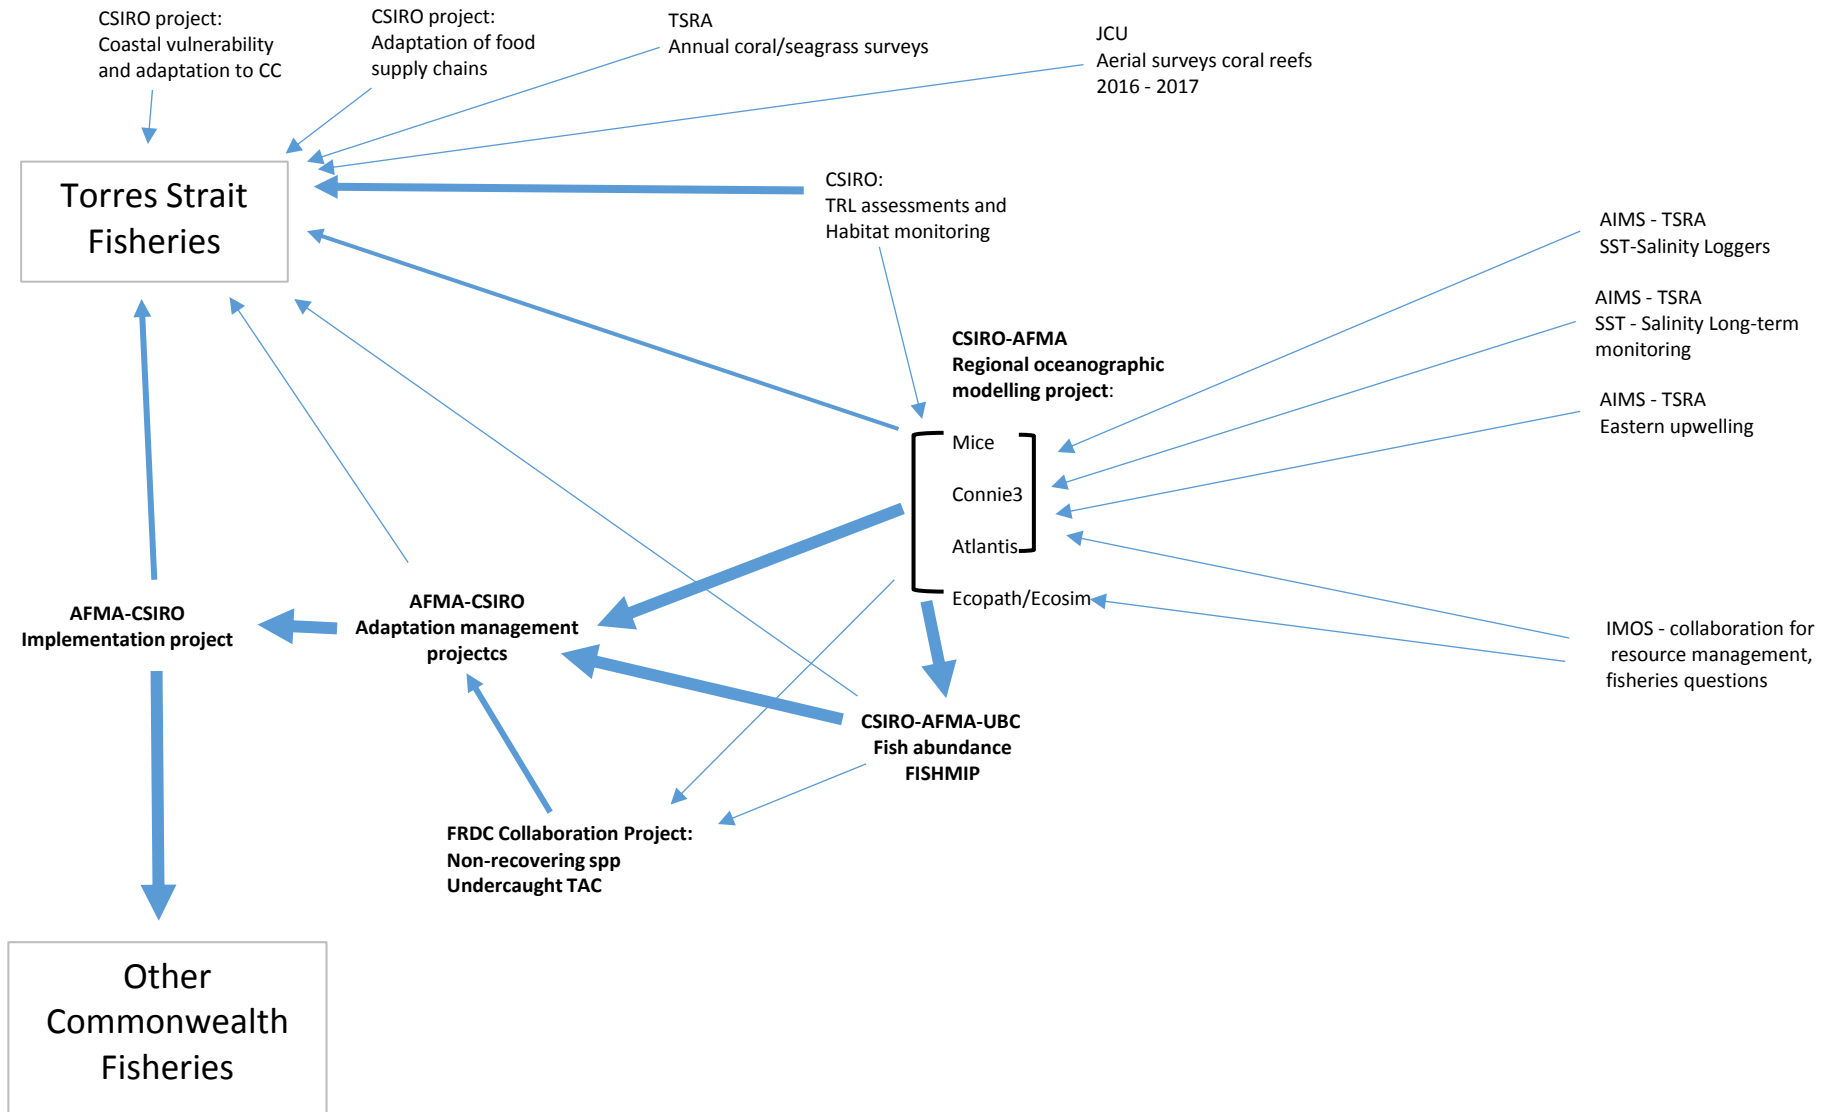 CSIRO project:
Coastal vulnerability
and adaptation to CC
CSIRO project:
Adaptation of food
supply chains
TSRA
Annual coral/seagrass surveys
JCU
Aerial surveys coral reefs
2016 - 2017
Torres Strait
Fisheries
CSIRO:
TRL assessments and
Habitat monitoring
AIMS - TSRA
SST-Salinity Loggers
AIMS - TSRA
SST - Salinity Long-term
monitoring
AIMS - TSRA
Eastern upwelling
CSIRO-AFMA
Regional oceanographic
modelling project:
Mice
Connie3
Atlantis
Ecopath/Ecosim
IMOS - collaboration for
resource management,
fisheries questions
AFMA-CSIRO
Implementation project
AFMA-CSIRO
Adaptation management
projectcs
CSIRO-AFMA-UBC
Fish abundance
FISHMIP
FRDC Collaboration Project:
Non-recovering spp
Undercaught TAC
Other
Commonwealth
Fisheries